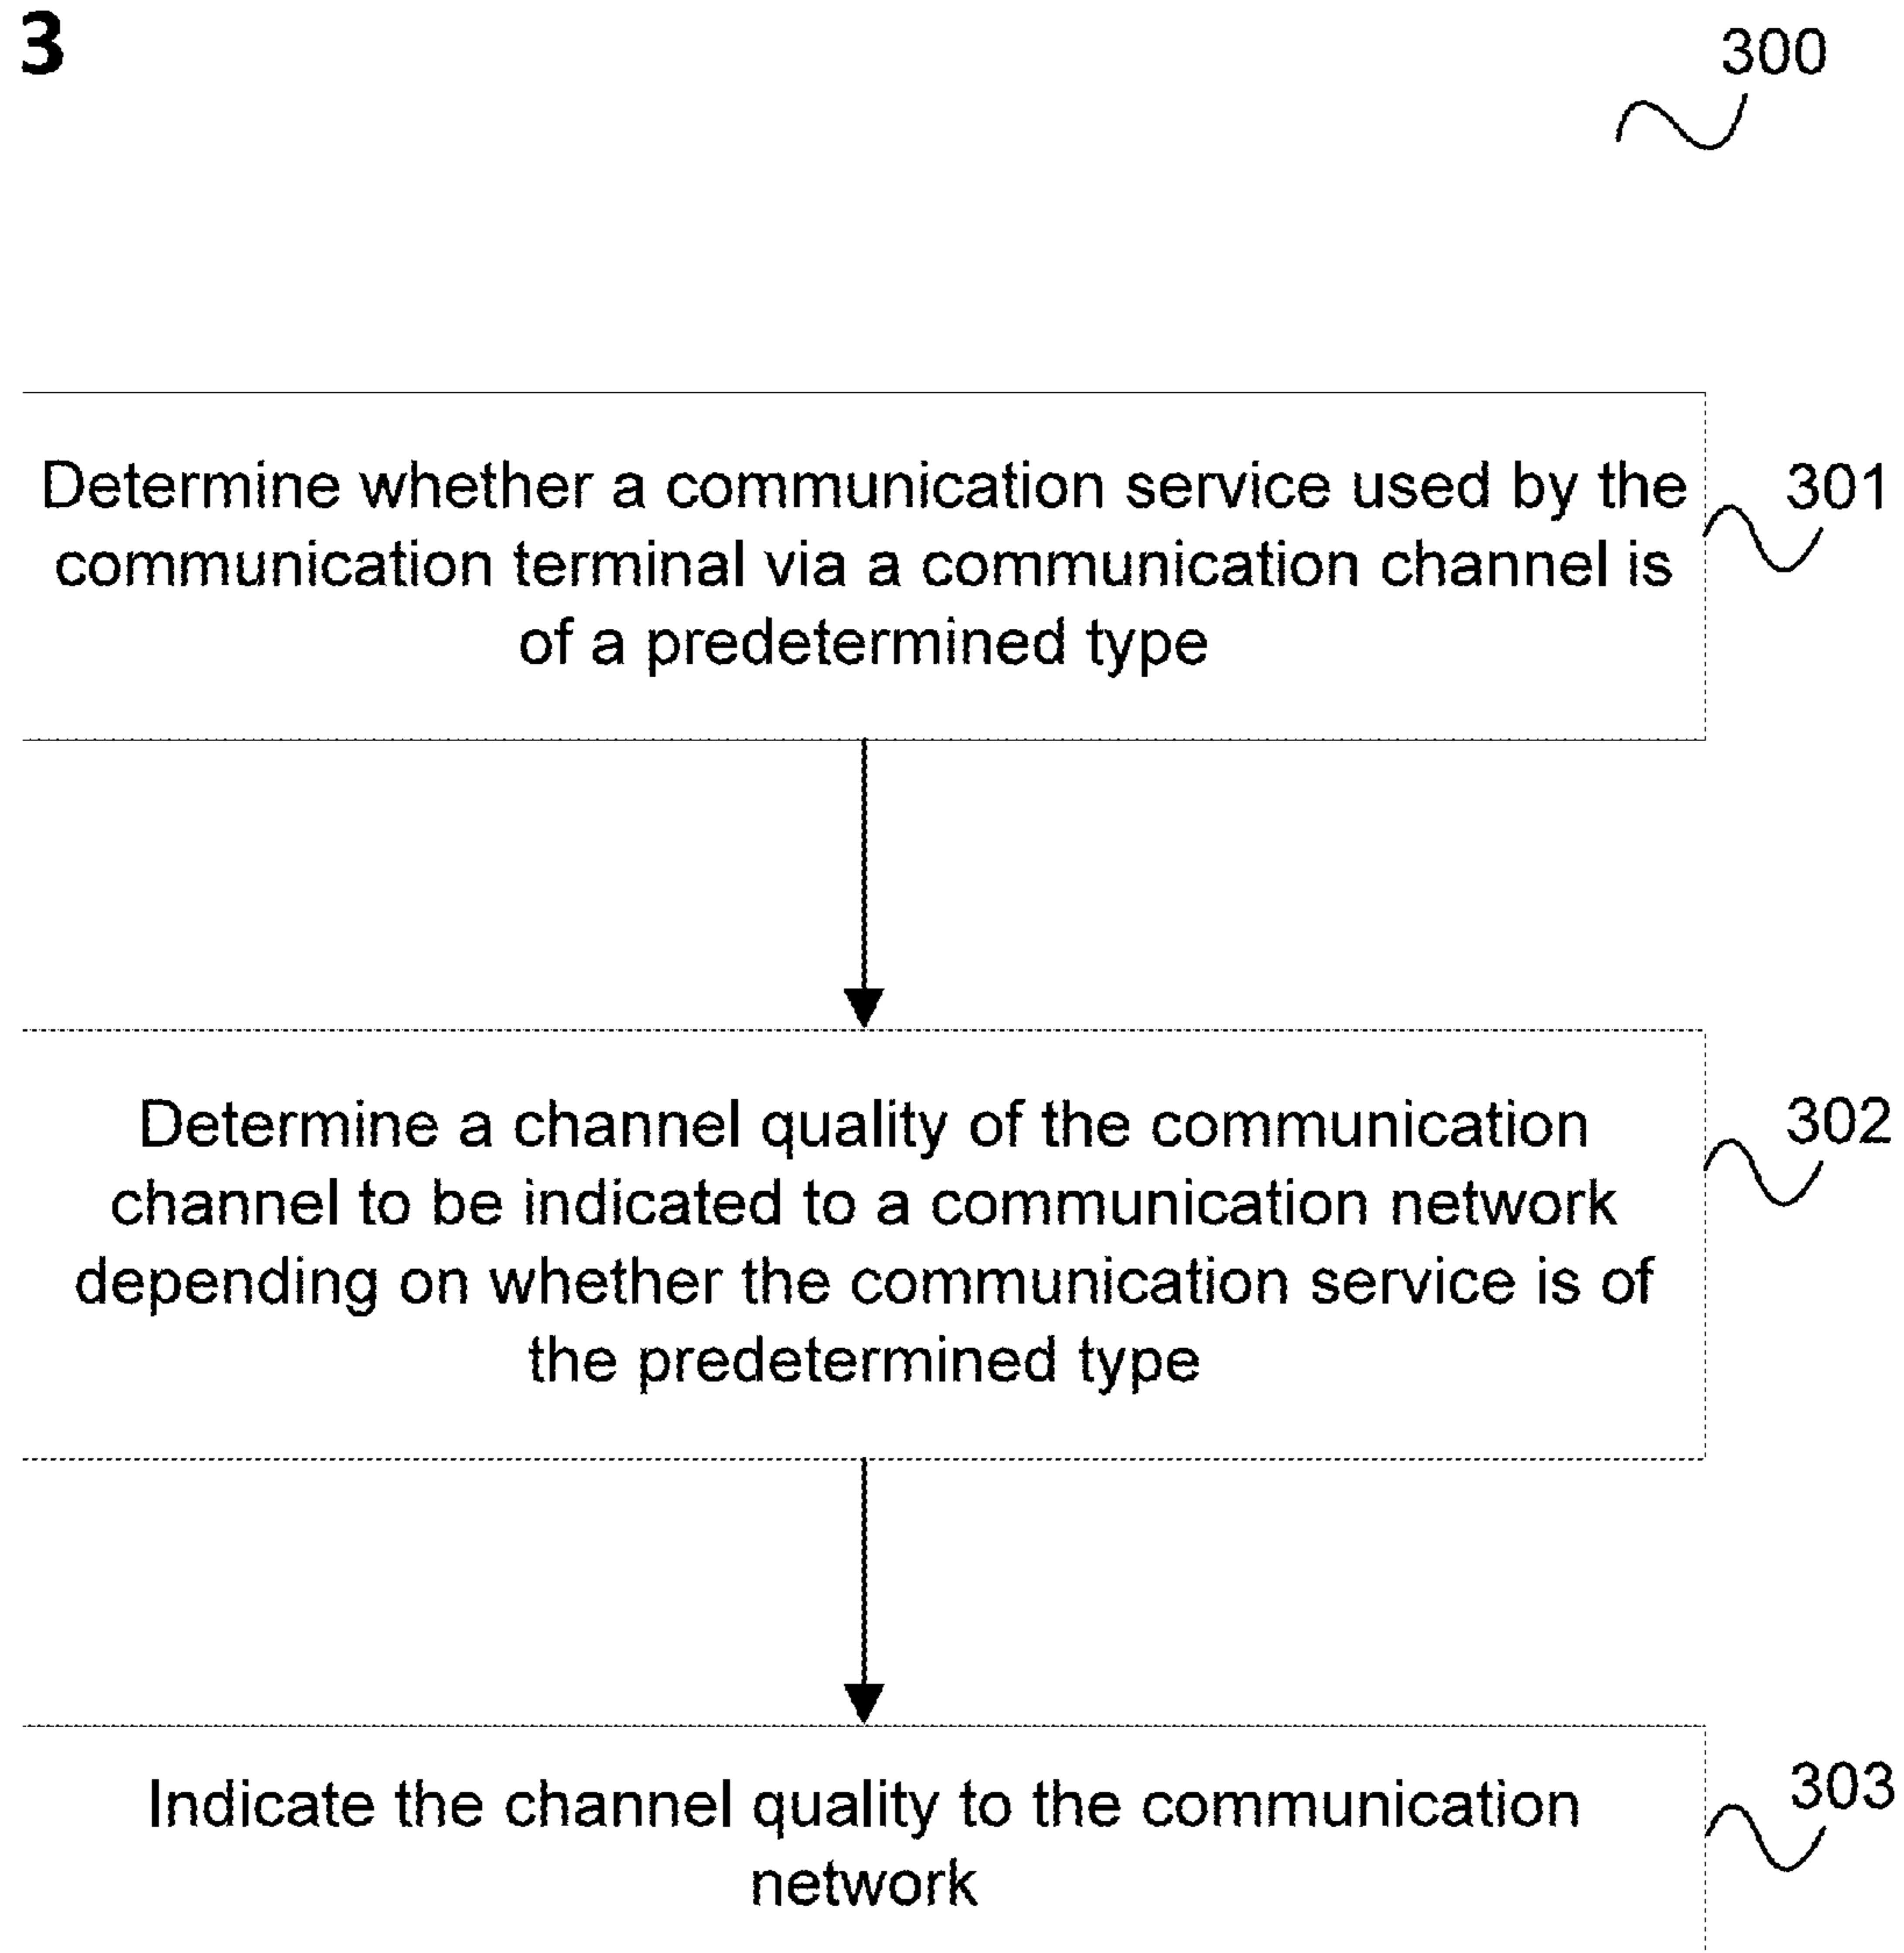 3
300
Determine whether a communication service used by the
communication terminal via a communication channel is
of a predetermined type
301
Determine a channel quality of the communication
channel to be indicated to a communication network
depending on whether the communication service is of
the predetermined type
302
Indicate the channel quality to the communication
network
303